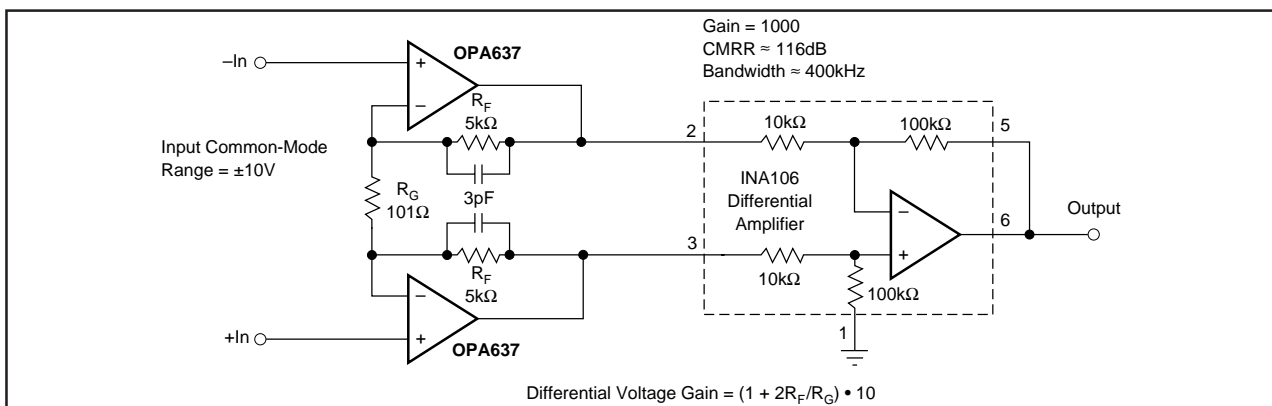 Gain = 1000
CMRR ≈ 116dB
Bandwidth ≈ 400kHz
OPA637
–In
+
–
RF
5kΩ
10kΩ
100kΩ
2
5
Input Common-Mode
Range = ±10V
RG
101Ω
3pF
INA106
Differential
Amplifier
–
+
6
Output
3
10kΩ
100kΩ
RF
5kΩ
–
+
+In
OPA637
1
Differential Voltage Gain = (1 + 2RF/RG) • 10